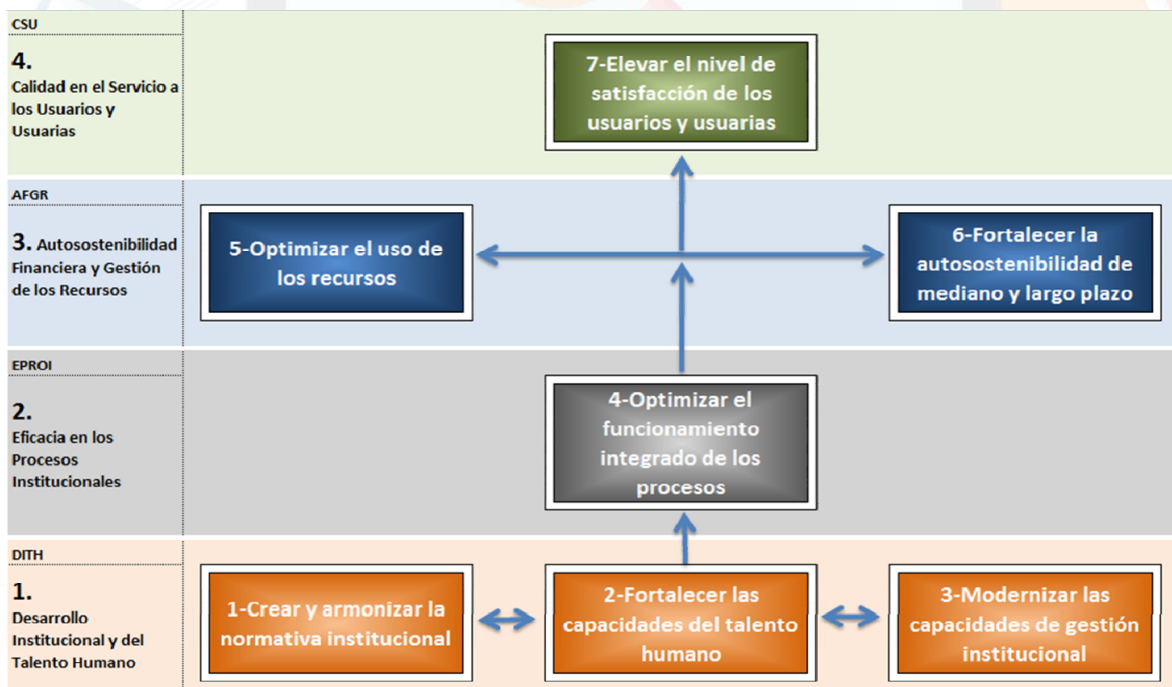 CSU
4.
Calidad en el Servicio a
los Usuarios y
Usuarias
7-Elevar el nivel de
satisfacción de los
usuarios y usuarias
AFGR
3. Autosostenibilidad
Financiera y Gestión
de los Recursos
5-Optimizar el uso de
los recursos
6-Fortalecer la
autosostenibilidad de
mediano y largo plazo
EPROI
2.
Eficacia en los
Procesos
Institucionales
4-Optimizar el
funcionamiento
integrado de los
procesos
DITH
1.
Desarrollo
Institucional y del
Talento Humano
1-Crear y armonizar la
normativa institucional
2-Fortalecer las
capacidades del talento
humano
3-Modernizar las
capacidades de gestión
institucional